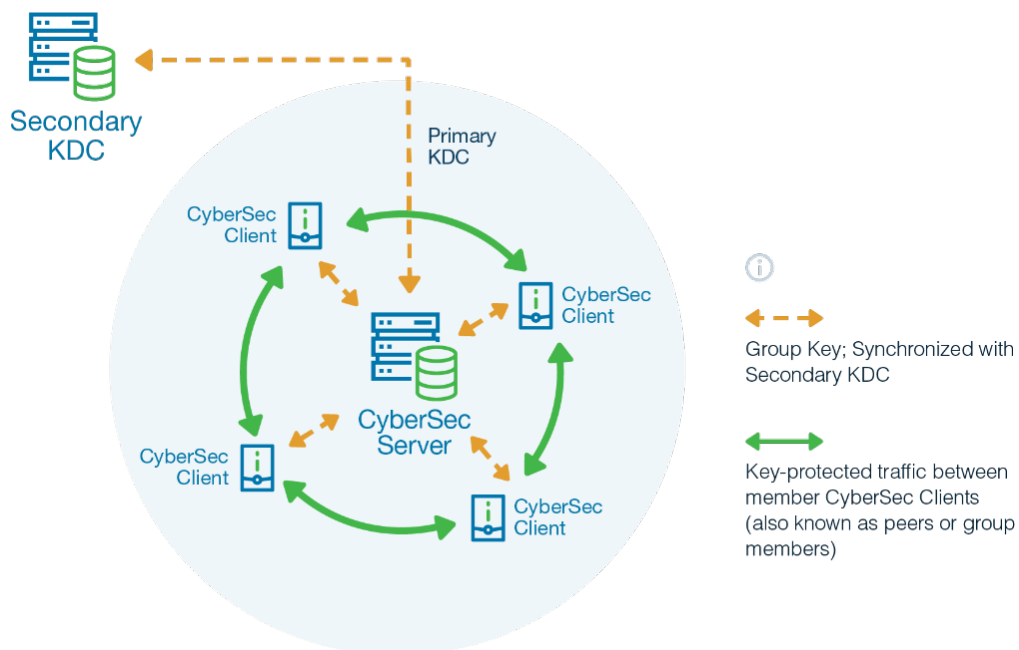 Secondary
KDC
Primary
KDC
CyberSec
Client
CyberSec
Client
CyberSec
Server
CyberSec
Client
CyberSec
Client
Group Key; Synchronized with
Secondary KDC
Key-protected traffic between
member CyberSec Clients
(also known as peers or group
members)